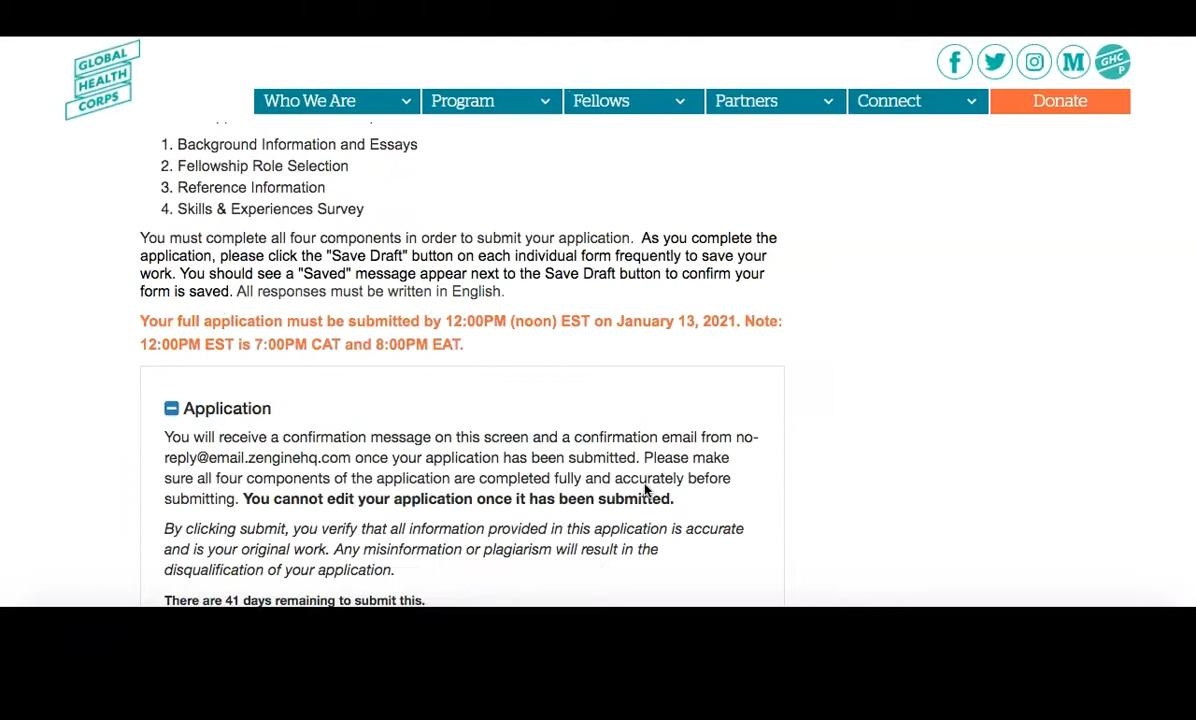 GLOBAL
HEALTH
CORPS
GHC
P
Who We Are
Program
Fellows
Partners
Connect
Donate
1. Background Information and Essays
2. Fellowship Role Selection
3. Reference Information
4. Skills & Experiences Survey
You must complete all four components in order to submit your application. As you complete the
application, please click the "Save Draft" button on each individual form frequently to save your
work. You should see a "Saved" message appear next to the Save Draft button to confirm your
form is saved. All responses must be written in English.
Your full application must be submitted by 12:00PM (noon) EST on January 13, 2021. Note:
12:00PM EST is 7:00PM CAT and 8:00PM EAT.
Application
You will receive a confirmation message on this screen and a confirmation email from no-
reply@email.zenginehq.com once your application has been submitted. Please make
sure all four components of the application are completed fully and accurately before
submitting. You cannot edit your application once it has been submitted.
By clicking submit, you verify that all information provided in this application is accurate
and is your original work. Any misinformation or plagiarism will result in the
disqualification of your application.
There are 41 days remaining to submit this.